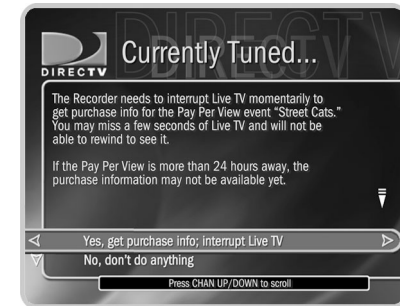 DIRECTV
DIRECTV
Currently Tuned...
The Recorder needs to interrupt Live TV momentarily to
get purchase info for the Pay Per View event “Street Cats.”
You may miss a few seconds of Live TV and will not be
able to rewind to see it.
If the Pay Per View is more than 24 hours away, the
purchase information may not be available yet.
Yes, get purchase info; interrupt Live TV
No, don't do anything
Press CHAN UP/DOWN to scroll